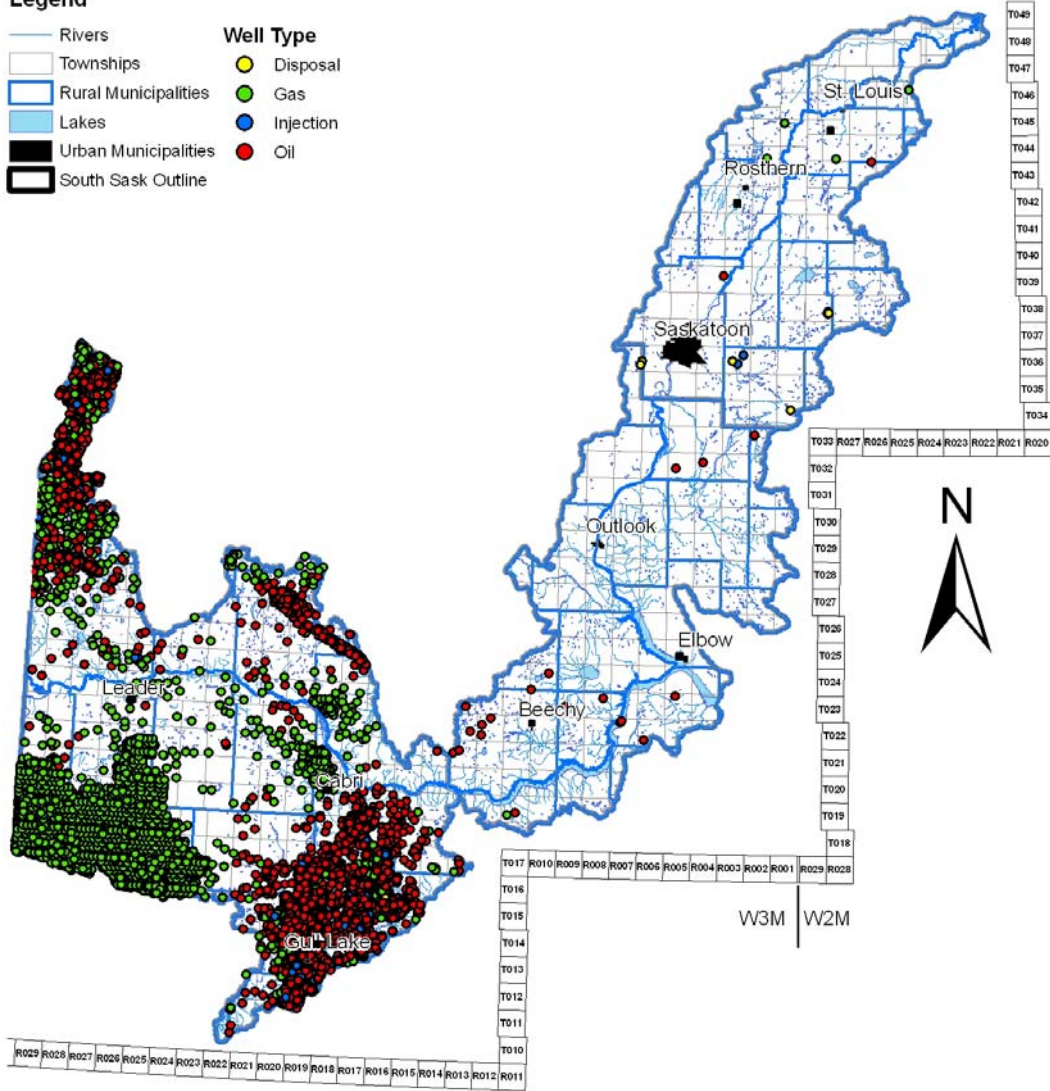 Legend
Rivers
Townships
Rural Municipalities
Lakes
Urban Municipalities
South Sask Outline
Well Type
Disposal
Gas
Injection
Oil
St. Louis
Rosthern
Saskatoon
Outlook
Elbow
Beechy
Leader
Cabri
Gull Lake
N
W3M W2M
T049
T048
T047
T046
T045
T044
T043
T042
T041
T040
T039
T038
T037
T036
T035
T034
T033 R027 R026 R025 R024 R023 R022 R021 R020
T032
T031
T030
T029
T028
T027
T026
T025
T024
T023
T022
T021
T020
T019
T018
T017 R010 R009 R008 R007 R006 R005 R004 R003 R002 R001 R029 R028
T016
T015
T014
T013
T012
T011
T010
R029 R028 R027 R026 R025 R024 R023 R022 R021 R020 R019 R018 R017 R016 R015 R014 R013 R012 R011